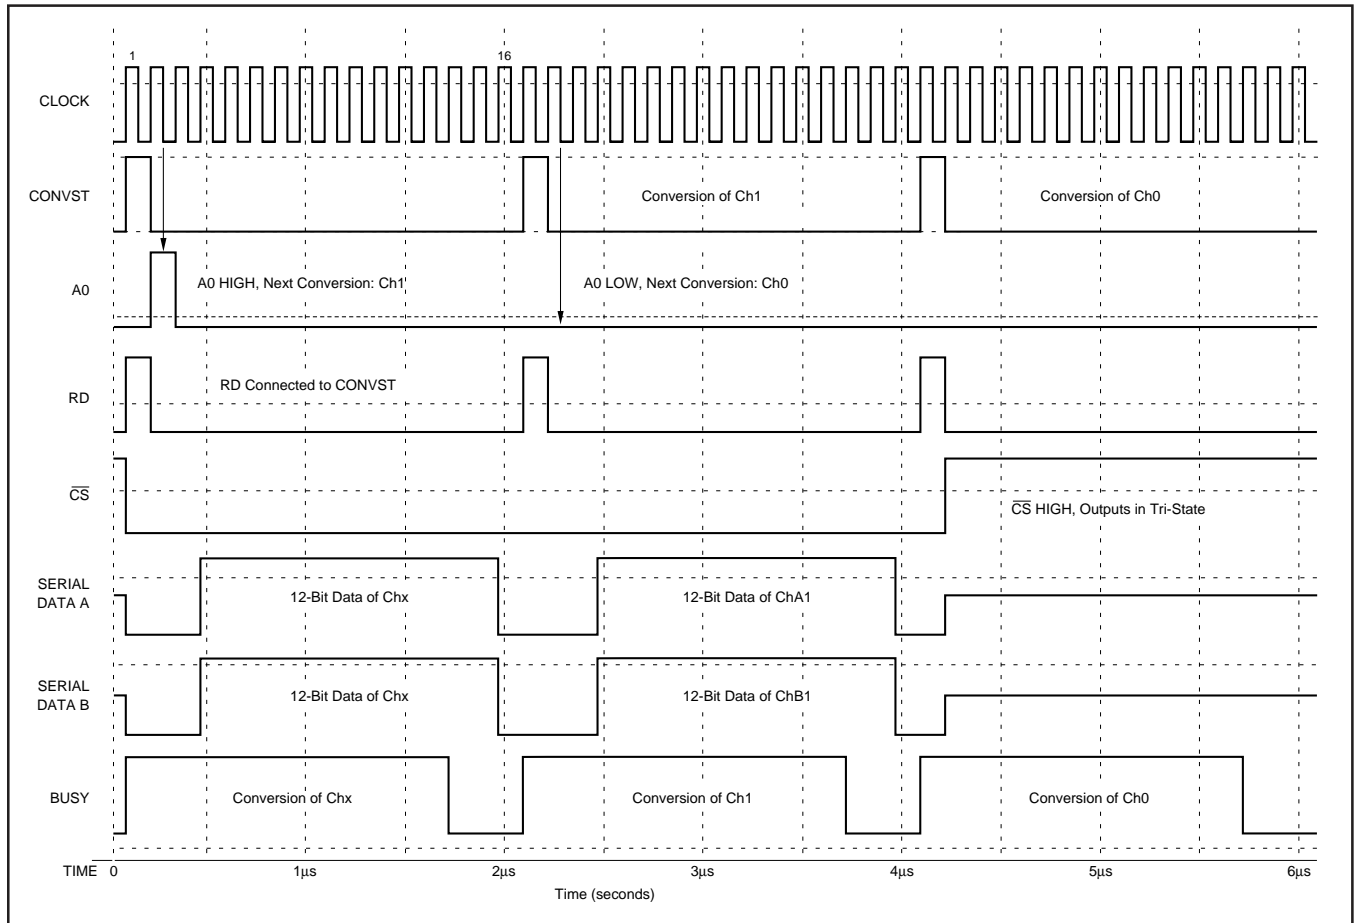 1
16
CLOCK
CONVST
Conversion of Ch1
Conversion of Ch0
A0
A0 HIGH, Next Conversion: Ch1
A0 LOW, Next Conversion: Ch0
RD
RD Connected to CONVST
C̅S̅
C̅S̅ HIGH, Outputs in Tri-State
SERIAL
DATA A
12-Bit Data of Chx
12-Bit Data of ChA1
SERIAL
DATA B
12-Bit Data of Chx
12-Bit Data of ChB1
BUSY
Conversion of Chx
Conversion of Ch1
Conversion of Ch0
TIME
0
1µs
2µs
3µs
4µs
5µs
6µs
Time (seconds)